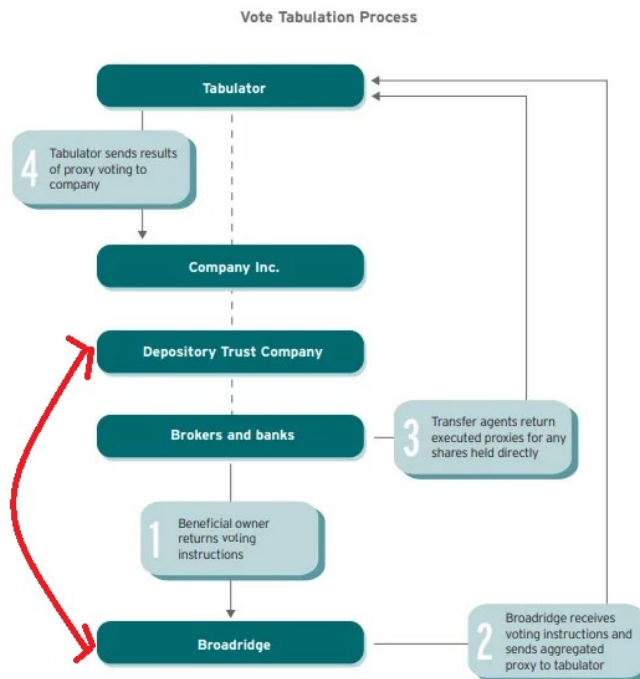 Vote Tabulation Process
Tabulator
4
Tabulator sends results
of proxy voting to
company
Company Inc.
Depository Trust Company
Brokers and banks
3
Transfer agents return
executed proxies for any
shares held directly
1
Beneficial owner
returns voting
instructions
Broadridge
2
Broadridge receives
voting instructions and
sends aggregated
proxy to tabulator